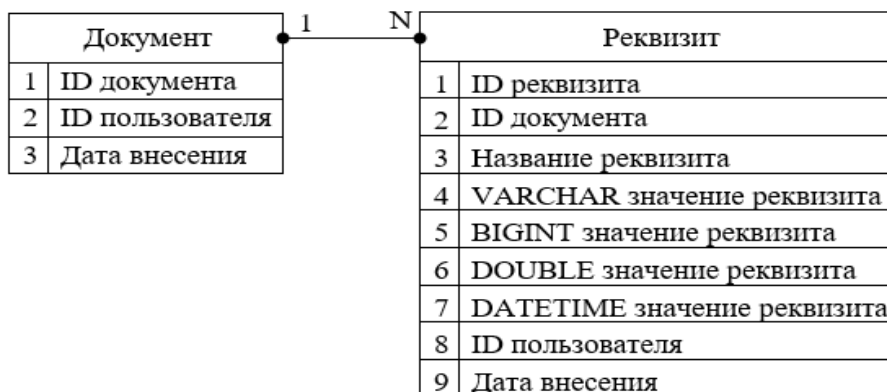 Документ
1 ID документа
2 ID пользователя
3 Дата внесения
1 N
Реквизит
1 ID реквизита
2 ID документа
3 Название реквизита
4 VARCHAR значение реквизита
5 BIGINT значение реквизита
6 DOUBLE значение реквизита
7 DATETIME значение реквизита
8 ID пользователя
9 Дата внесения